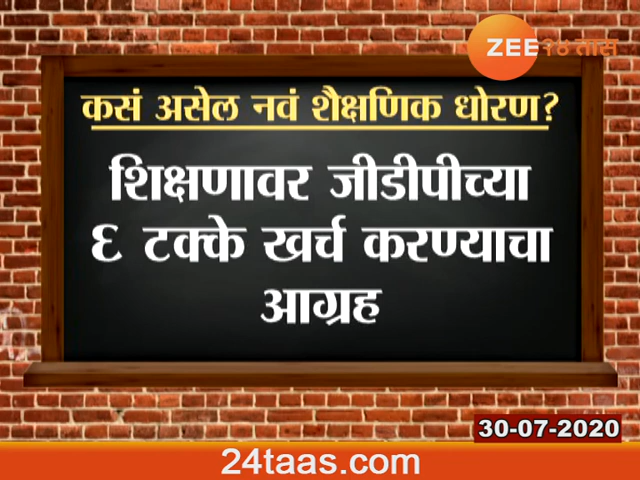 ZEE २४ तास
कसं असेल नवं शैक्षणिक धोरण?
शिक्षणावर जीडीपीच्या
६ टक्के खर्च करण्याचा
आग्रह
30-07-2020
24taas.com